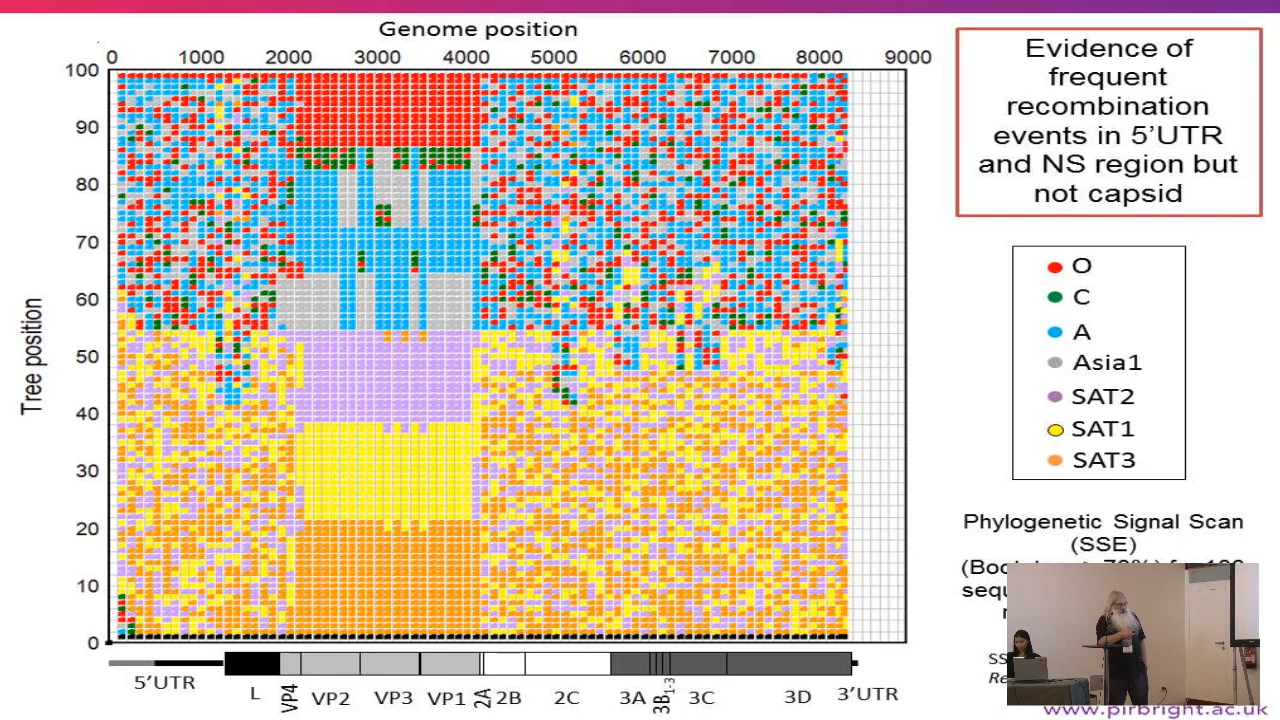 Genome position
0 1000 2000 3000 4000 5000 6000 7000 8000 9000
100
90
80
70
60
50
40
30
20
10
0
Tree position
5'UTR
L
VP4
VP2
VP3
VP1
2A
2B
2C
3A
3B1-3
3C
3D
3'UTR
Evidence of
frequent
recombination
events in 5'UTR
and NS region but
not capsid
O
C
A
Asia1
SAT2
SAT1
SAT3
Phylogenetic Signal Scan
(SSE)
www.pirbright.ac.uk